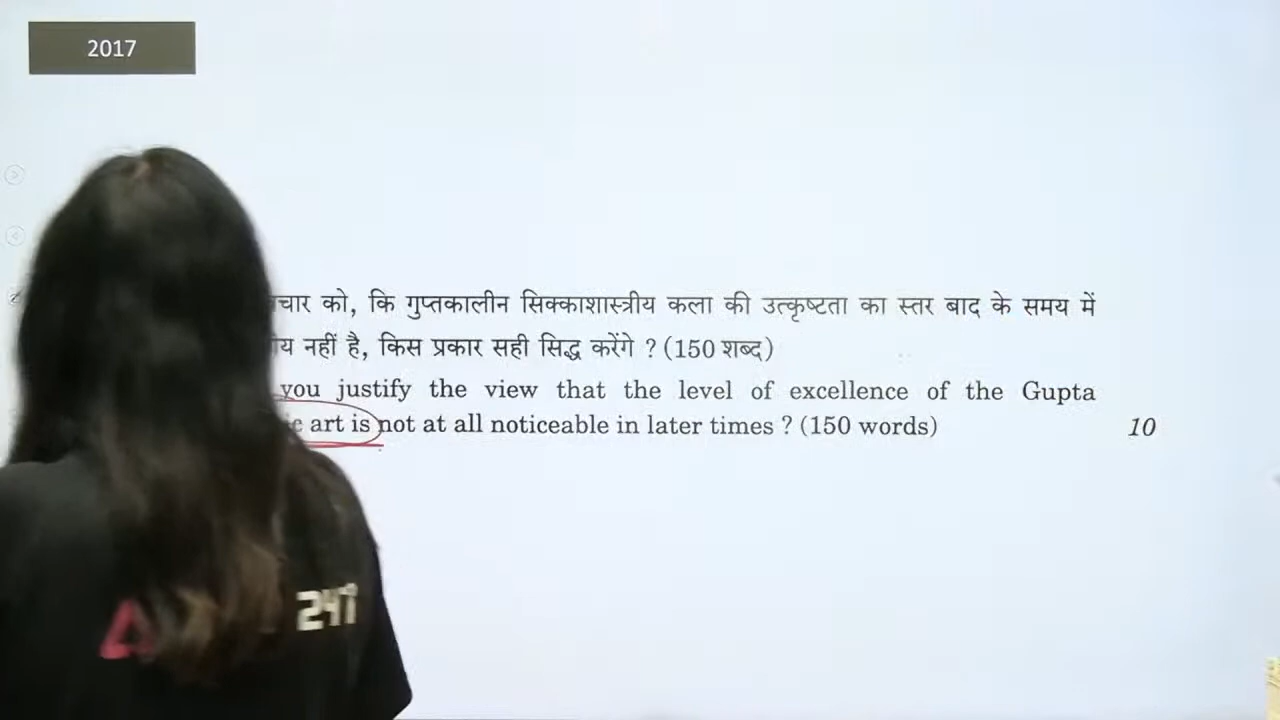 2017
चार को, कि गुप्तकालीन सिक्काशास्त्रीय कला की उत्कृष्टता का स्तर बाद के समय में
नहीं है, किस प्रकार सही सिद्ध करेंगे ? (150 शब्द)
you justify the view that the level of excellence of the Gupta
art is not at all noticeable in later times ? (150 words) 10
247